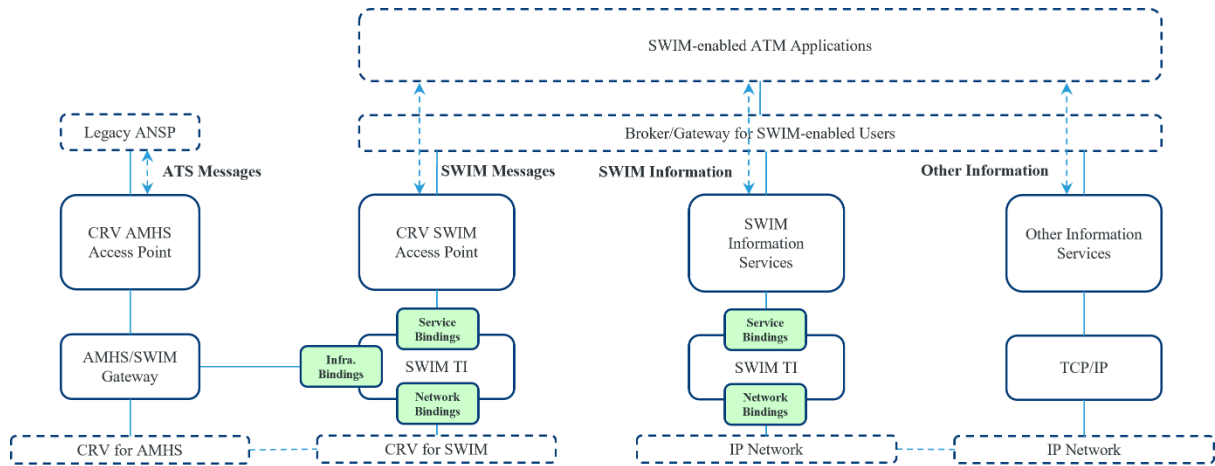 SWIM-enabled ATM Applications
Legacy ANSP
Broker/Gateway for SWIM-enabled Users
ATS Messages
SWIM Messages
SWIM Information
Other Information
CRV AMHS
Access Point
CRV SWIM
Access Point
SWIM
Information
Services
Other Information
Services
Service
Bindings
Service
Bindings
AMHS/SWIM
Gateway
Infra.
Bindings
SWIM TI
SWIM TI
TCP/IP
Network
Bindings
Network
Bindings
CRV for AMHS
CRV for SWIM
IP Network
IP Network